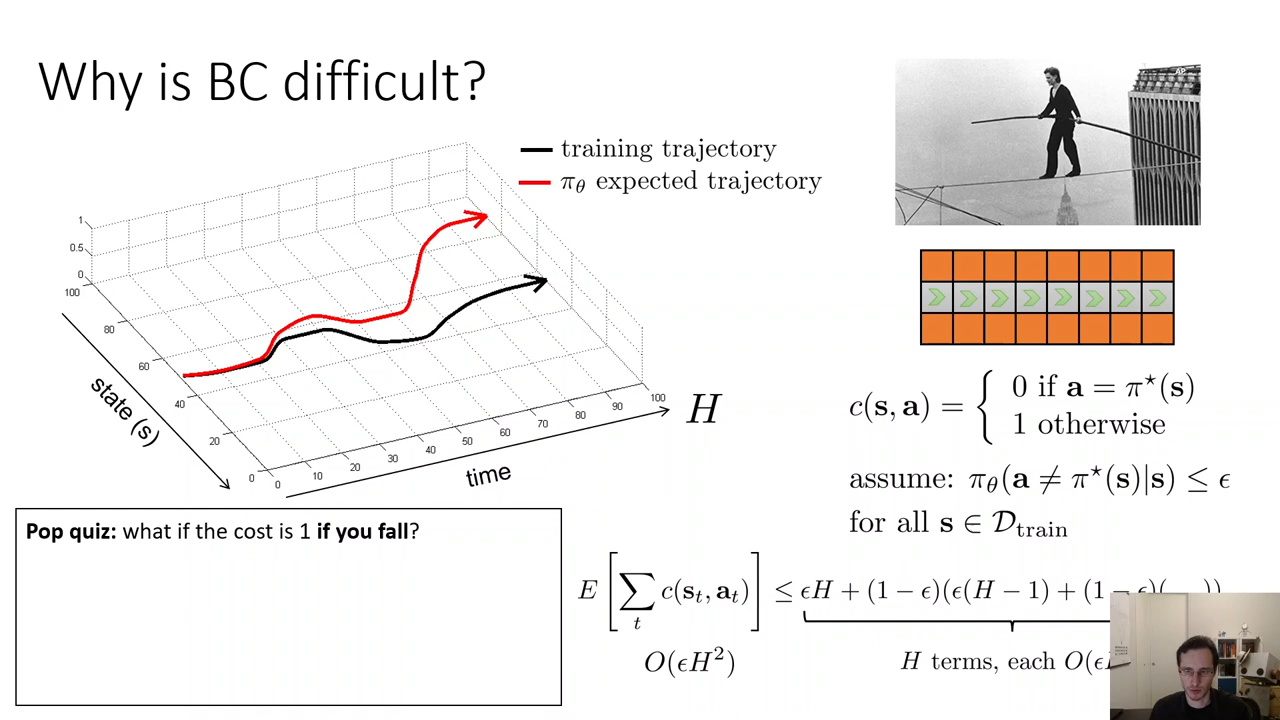 Why is BC difficult?
AP
training trajectory
π_θ expected trajectory
1
0.5
0
100
80
60
40
20
0
state (s)
0
10
20
30
40
50
60
70
80
90
100
time
H
c(s, a) = { 0 if a = π*(s)
1 otherwise
assume: π_θ(a ≠ π*(s)|s) ≤ ϵ
for all s ∈ D_train
Pop quiz: what if the cost is 1 if you fall?
E[∑_t c(s_t, a_t)] ≤ ϵH + (1 − ϵ)(ϵ(H − 1) + (1 − ϵ)(...))
O(ϵH²)
H terms, each O(ϵ